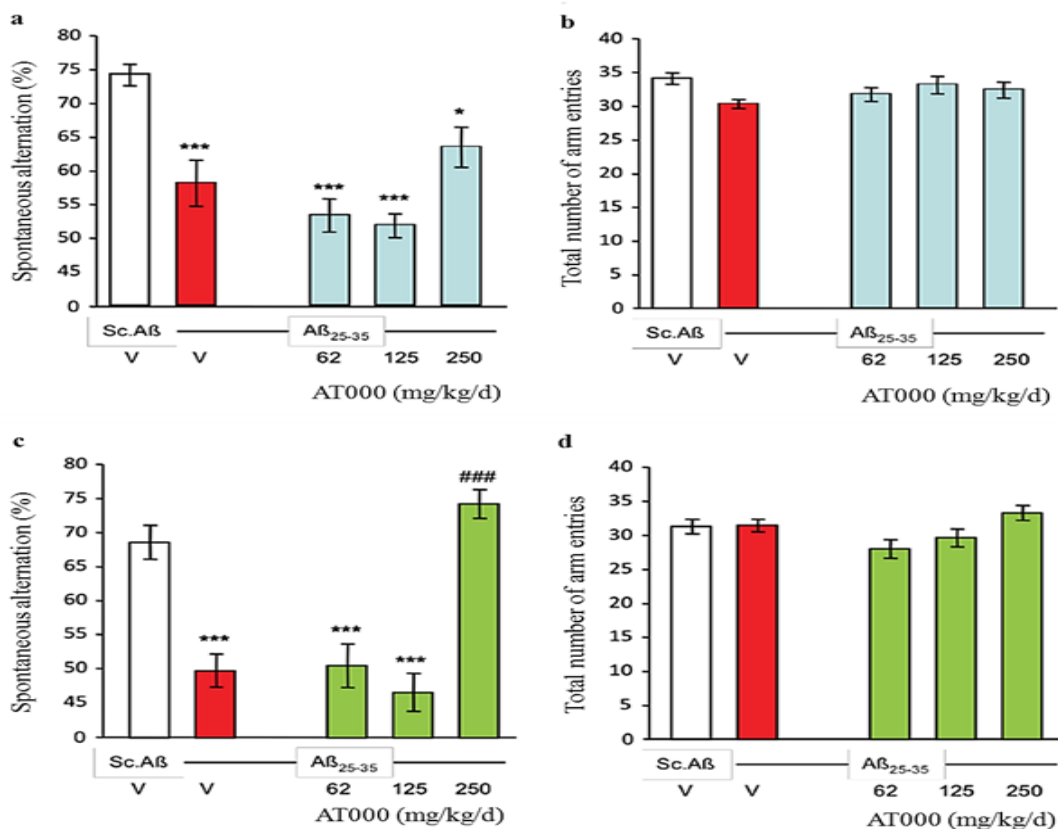 a
Spontaneous alternation (%)
80
75
70
65
60
55
50
45
0
***
***
***
*
Sc.Aß
Aß25-35
V
V
62
125
250
AT000 (mg/kg/d)
b
Total number of arm entries
40
35
30
25
20
15
10
5
0
Sc.Aß
Aß25-35
V
V
62
125
250
AT000 (mg/kg/d)
c
Spontaneous alternation (%)
80
75
70
65
60
55
50
45
0
***
***
***
###
Sc.Aß
Aß25-35
V
V
62
125
250
AT000 (mg/kg/d)
d
Total number of arm entries
40
35
30
25
20
15
10
5
0
Sc.Aß
Aß25-35
V
V
62
125
250
AT000 (mg/kg/d)